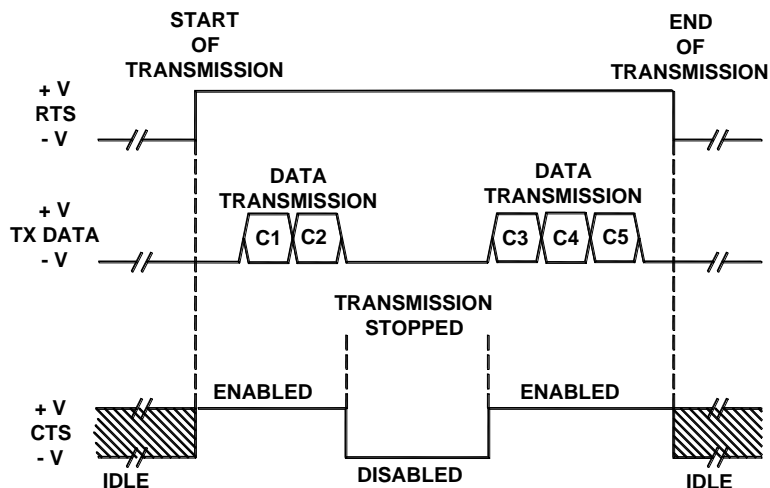 START
OF
TRANSMISSION
END
OF
TRANSMISSION
+ V
RTS
- V
DATA
TRANSMISSION
DATA
TRANSMISSION
+ V
TX DATA
- V
C1
C2
C3
C4
C5
TRANSMISSION
STOPPED
ENABLED
ENABLED
+ V
CTS
- V
DISABLED
IDLE
IDLE